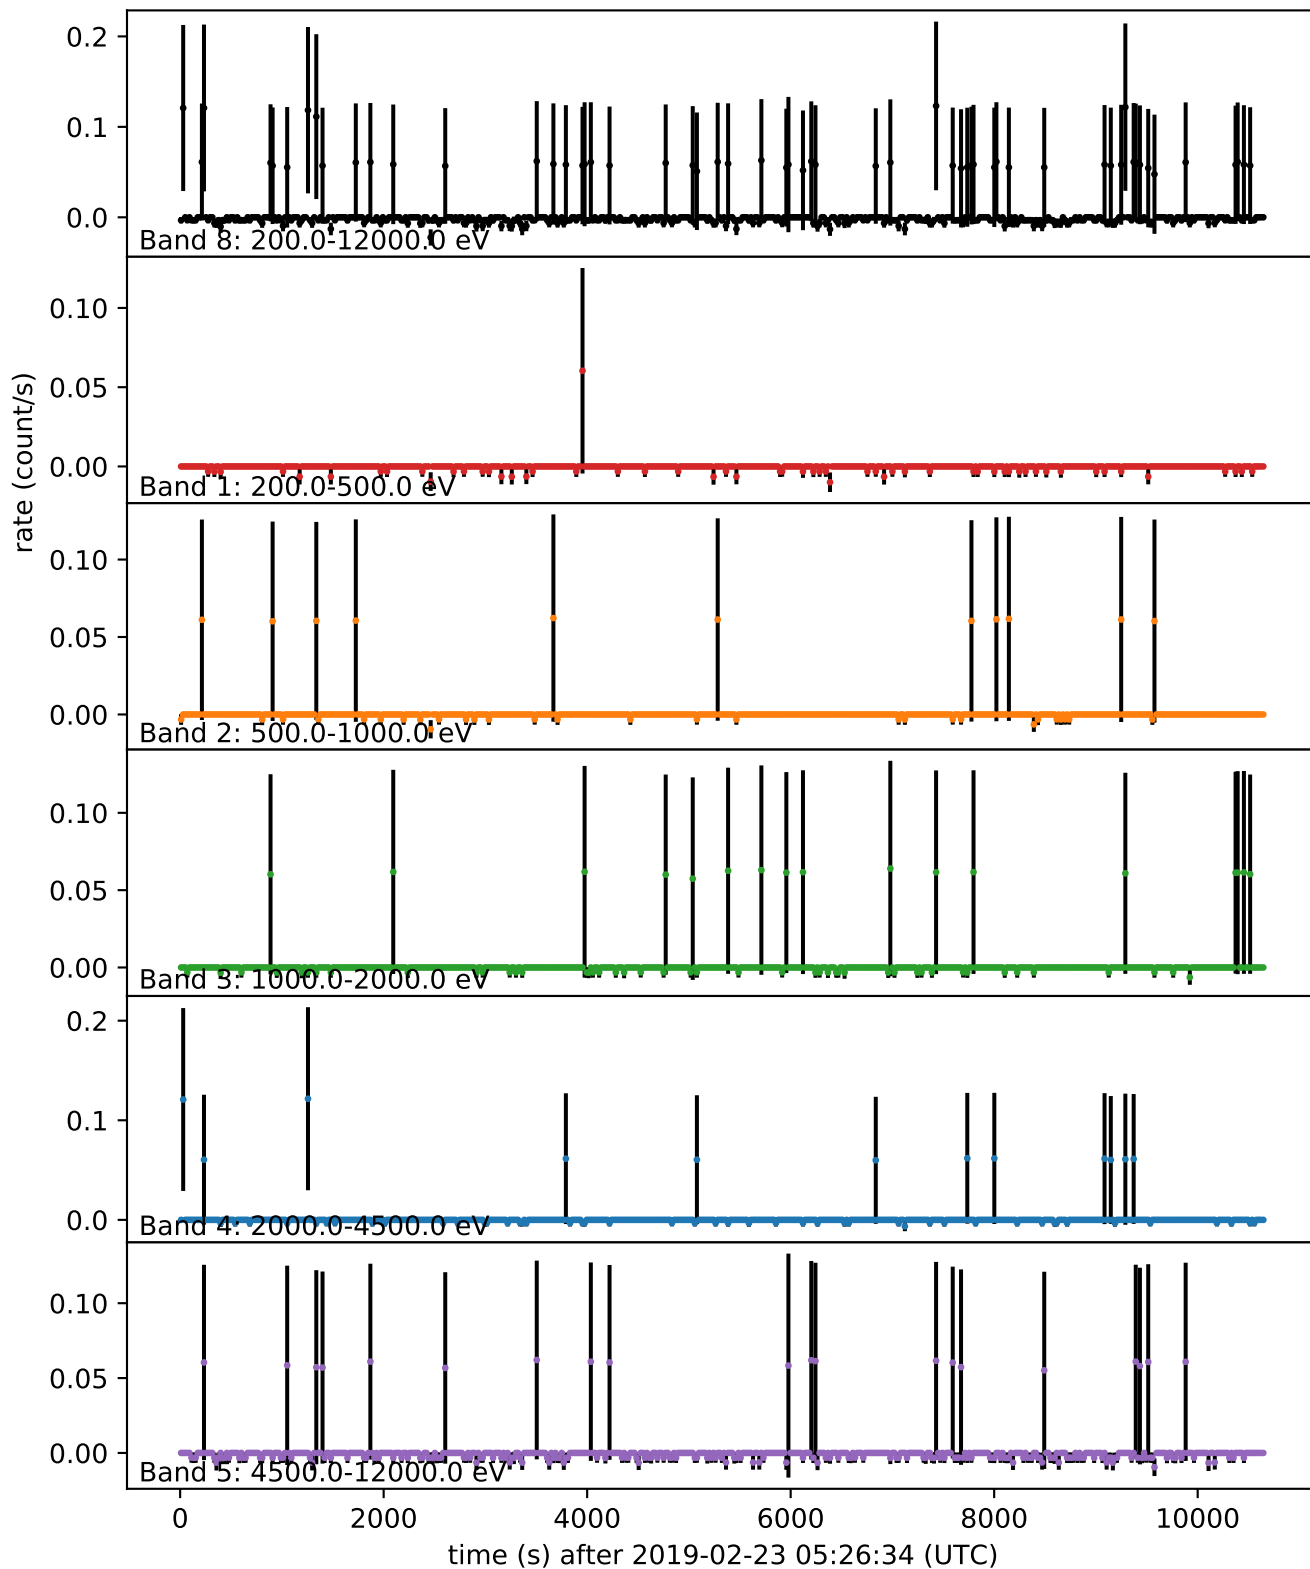 0.2
0.1
0.0
Band 8: 200.0-12000.0 eV
0.10
0.05
0.00
Band 1: 200.0-500.0 eV
rate (count/s)
0.10
0.05
0.00
Band 2: 500.0-1000.0 eV
0.10
0.05
0.00
Band 3: 1000.0-2000.0 eV
0.2
0.1
0.0
Band 4: 2000.0-4500.0 eV
0.10
0.05
0.00
Band 5: 4500.0-12000.0 eV
0 2000 4000 6000 8000 10000
time (s) after 2019-02-23 05:26:34 (UTC)